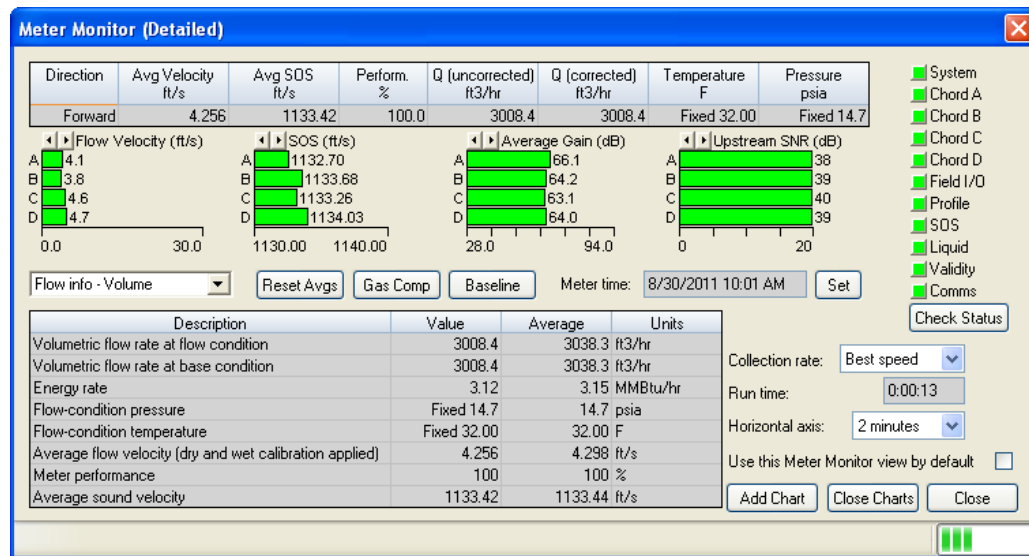 Meter Monitor (Detailed)
Direction Avg Velocity ft/s Avg SOS ft/s Perform. % Q (uncorrected) ft3/hr Q (corrected) ft3/hr Temperature F Pressure psia
Forward 4.256 1133.42 100.0 3008.4 3008.4 Fixed 32.00 Fixed 14.7
System
Chord A
Chord B
Chord C
Chord D
Field I/O
Profile
SOS
Liquid
Validity
Comms
Check Status
Flow Velocity (ft/s)
A 4.1
B 3.8
C 4.6
D 4.7
0.0 30.0
SOS (ft/s)
A 1132.70
B 1133.68
C 1133.26
D 1134.03
1130.00 1140.00
Average Gain (dB)
A 66.1
B 64.2
C 63.1
D 64.0
28.0 94.0
Upstream SNR (dB)
A 38
B 39
C 40
D 39
0 20
Flow info - Volume Reset Avgs Gas Comp Baseline Meter time: 8/30/2011 10:01 AM Set
Description Value Average Units
Volumetric flow rate at flow condition 3008.4 3038.3 ft3/hr
Volumetric flow rate at base condition 3008.4 3038.3 ft3/hr
Energy rate 3.12 3.15 MMBtu/hr
Flow-condition pressure Fixed 14.7 14.7 psia
Flow-condition temperature Fixed 32.00 32.00 F
Average flow velocity (dry and wet calibration applied) 4.256 4.298 ft/s
Meter performance 100 100 %
Average sound velocity 1133.42 1133.44 ft/s
Collection rate: Best speed
Run time: 0:00:13
Horizontal axis: 2 minutes
Use this Meter Monitor view by default
Add Chart Close Charts Close